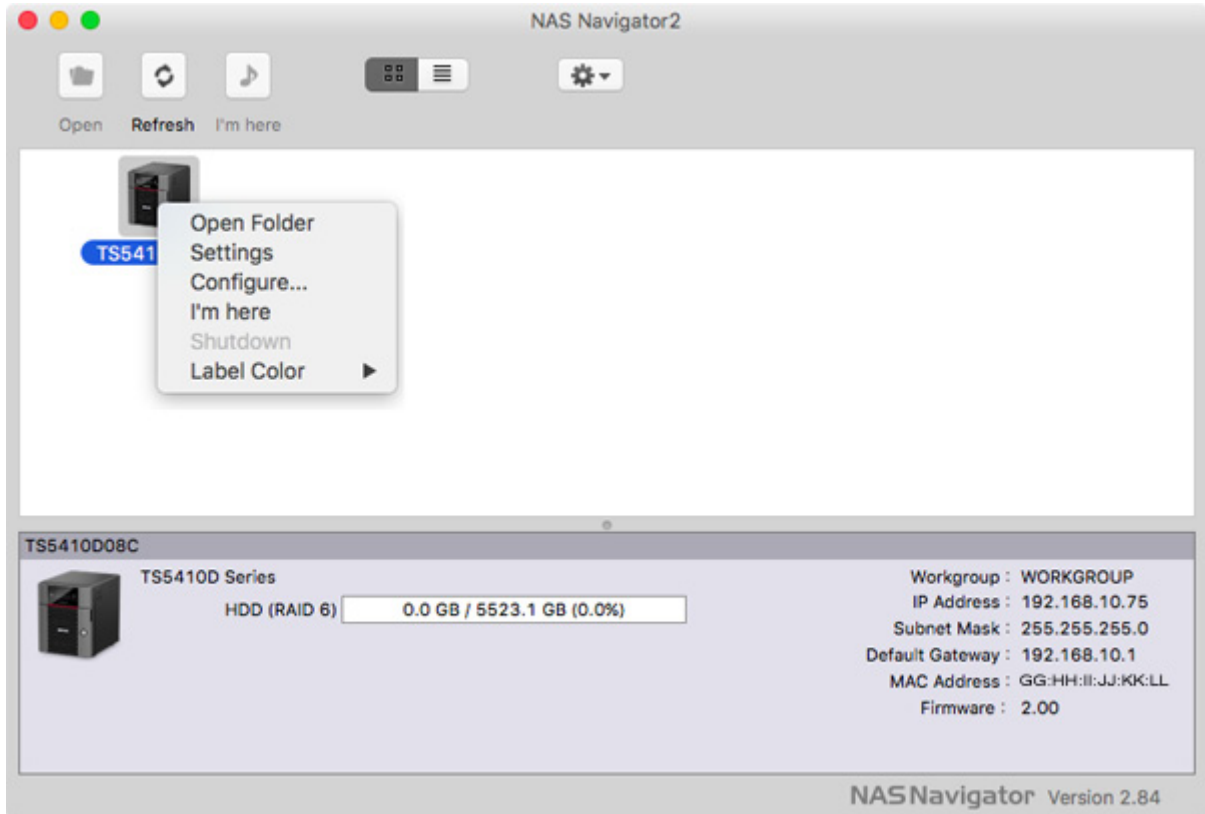 NAS Navigator2
Open Refresh I'm here
TS541
Open Folder
Settings
Configure...
I'm here
Shutdown
Label Color
TS5410D08C
TS5410D Series
HDD (RAID 6) 0.0 GB / 5523.1 GB (0.0%)
Workgroup : WORKGROUP
IP Address : 192.168.10.75
Subnet Mask : 255.255.255.0
Default Gateway : 192.168.10.1
MAC Address : GG:HH:II:JJ:KK:LL
Firmware : 2.00
NAS Navigator Version 2.84